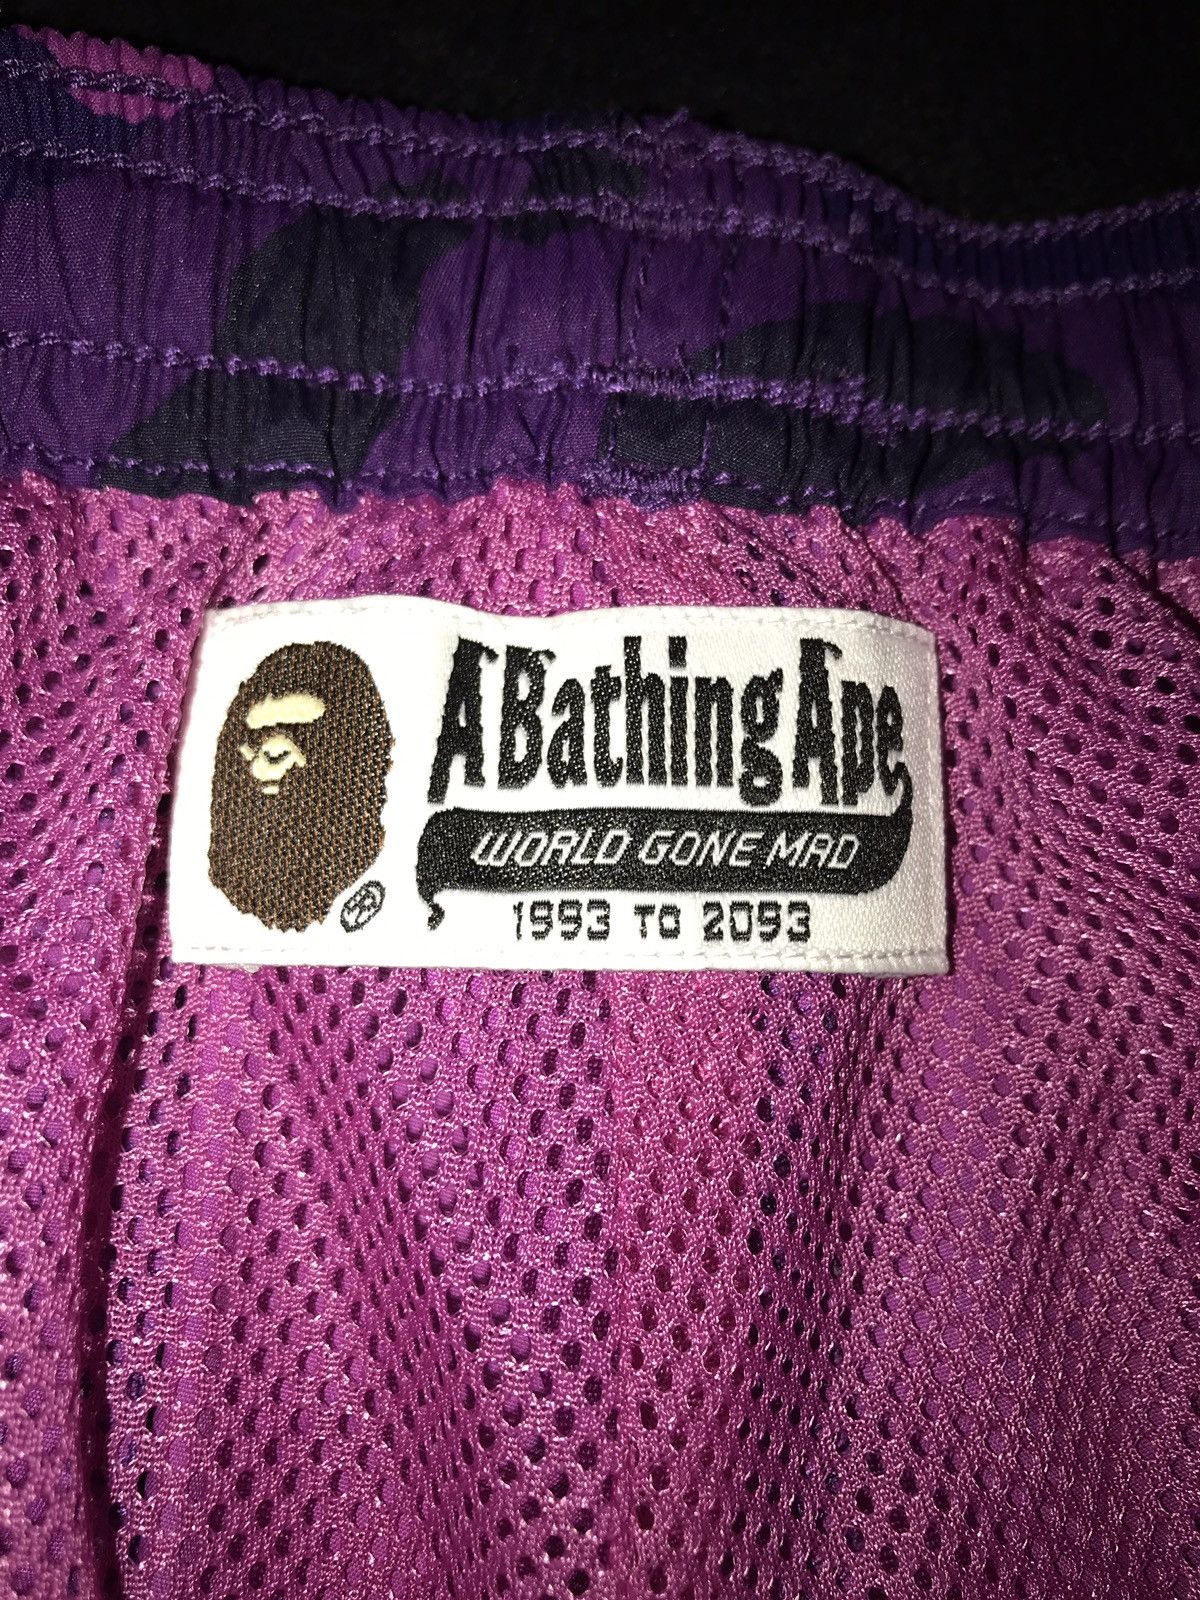 A Bathing Ape
WORLD GONE MAD
1993 TO 2093